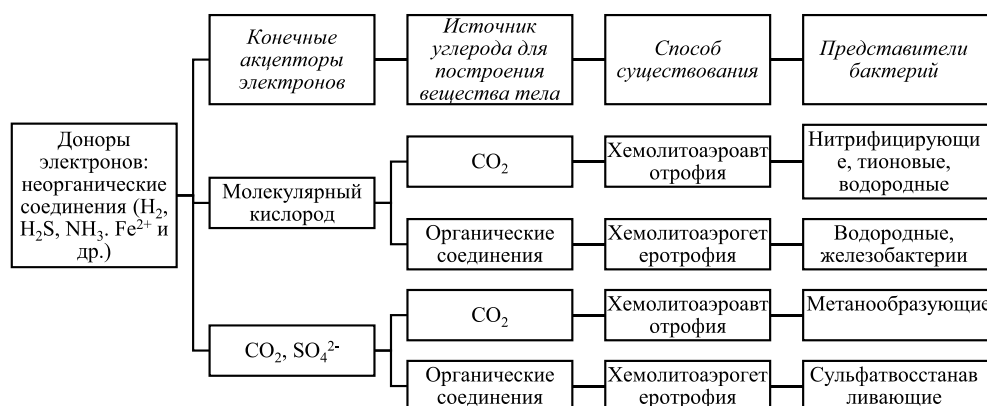 Конечные
акцепторы
электронов
Источник
углерода для
построения
вещества тела
Способ
существования
Представители
бактерий
Доноры
электронов:
неорганические
соединения (H₂,
H₂S, NH₃. Fe²⁺ и
др.)
Молекулярный
кислород
CO₂
Хемолитоаэроавт
отрофия
Нитрифицирующи
е, тионовые,
водородные
Органические
соединения
Хемолитоаэрогет
еротрофия
Водородные,
железобактерии
CO₂, SO₄²⁻
CO₂
Хемолитоаэроавт
отрофия
Метанообразующие
Органические
соединения
Хемолитоаэрогет
еротрофия
Сульфатвосстанав
ливающие